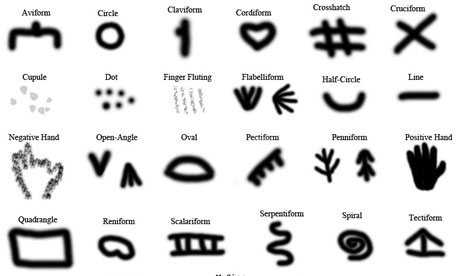 Aviform Circle Claviform Cordiform Crosshatch Cruciform
Cupule Dot Finger Fluting Flabelliform Half-Circle Line
Negative Hand Open-Angle Oval Pectiform Penniform Positive Hand
Quadrangle Reniform Scalariform Serpentiform Spiral Tectiform